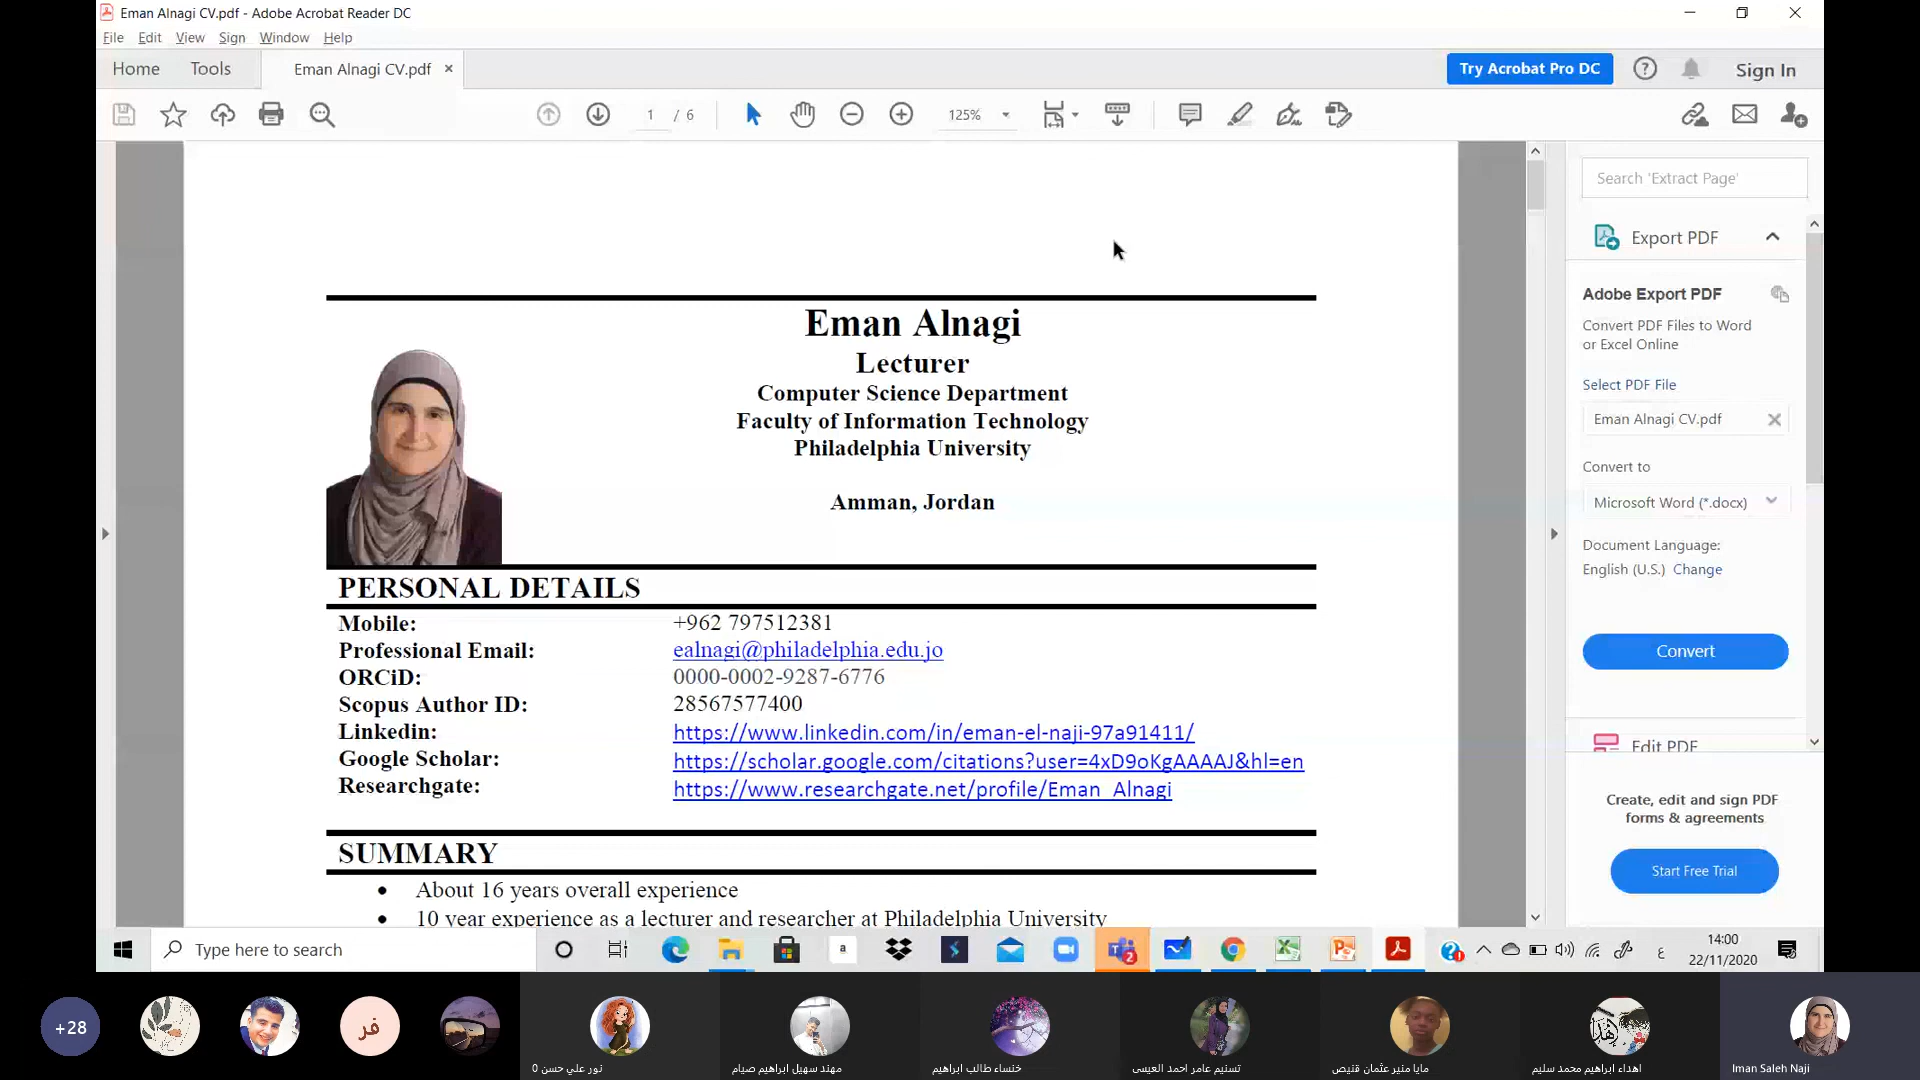 Eman Alnagi CV.pdf - Adobe Acrobat Reader DC
File Edit View Sign Window Help
Home Tools Eman Alnagi CV.pdf × Try Acrobat Pro DC Sign In
1 / 6 125%
Search 'Extract Page'
Export PDF
Adobe Export PDF
Convert PDF Files to Word
or Excel Online
Select PDF File
Eman Alnagi CV.pdf
Convert to
Microsoft Word (*.docx)
Document Language:
English (U.S.) Change
Convert
Edit PDF
Create, edit and sign PDF
forms & agreements
Start Free Trial
Eman Alnagi
Lecturer
Computer Science Department
Faculty of Information Technology
Philadelphia University
Amman, Jordan
PERSONAL DETAILS
Mobile: +962 797512381
Professional Email: ealnagi@philadelphia.edu.jo
ORCiD: 0000-0002-9287-6776
Scopus Author ID: 28567577400
Linkedin: https://www.linkedin.com/in/eman-el-naji-97a91411/
Google Scholar: https://scholar.google.com/citations?user=4xD9oKgAAAAJ&hl=en
Researchgate: https://www.researchgate.net/profile/Eman_Alnagi
SUMMARY
• About 16 years overall experience
• 10 year experience as a lecturer and researcher at Philadelphia University
Type here to search
a
2
ع
14:00
22/11/2020
+28
فر
نور علي حسن 0
مهند سهيل ابراهيم صيام
خنساء طالب ابراهيم
تسنيم عامر احمد العيسى
مايا منير عثمان قنيص
اهداء ابراهيم محمد سليم
Iman Saleh Naji